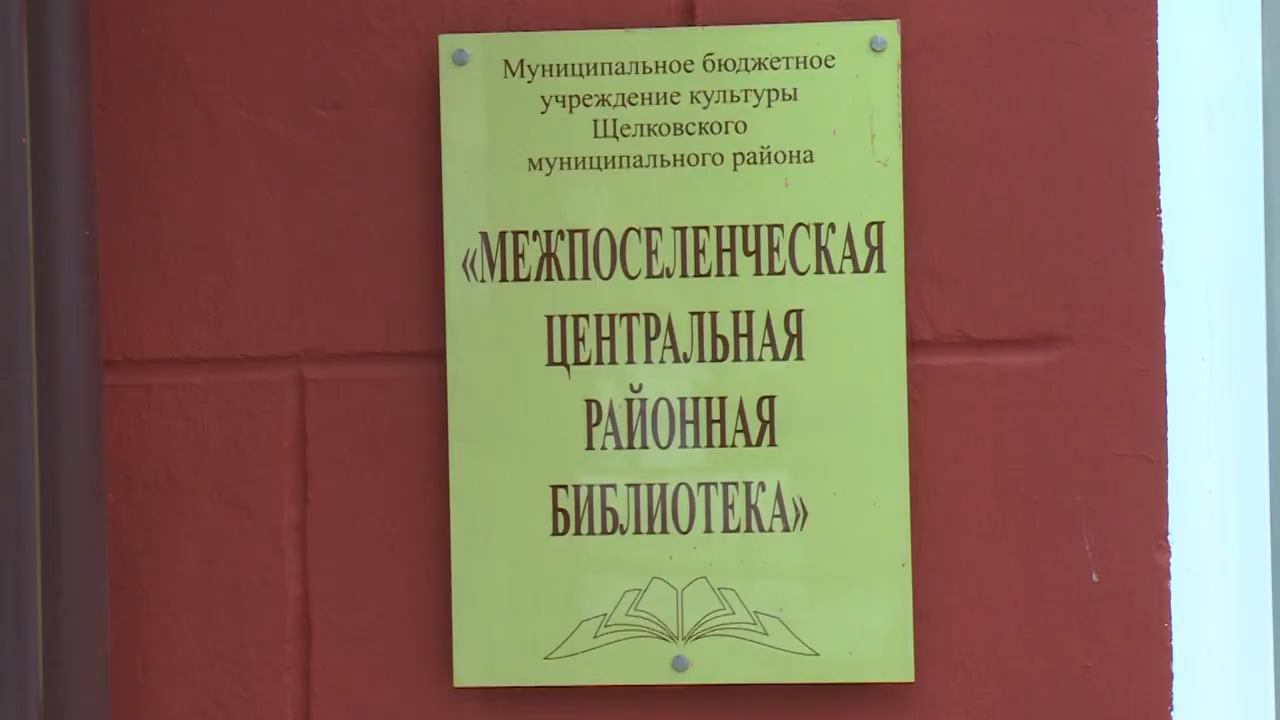 Муниципальное бюджетное
учреждение культуры
Щелковского
муниципального района
«МЕЖПОСЕЛЕНЧЕСКАЯ
ЦЕНТРАЛЬНАЯ
РАЙОННАЯ
БИБЛИОТЕКА»